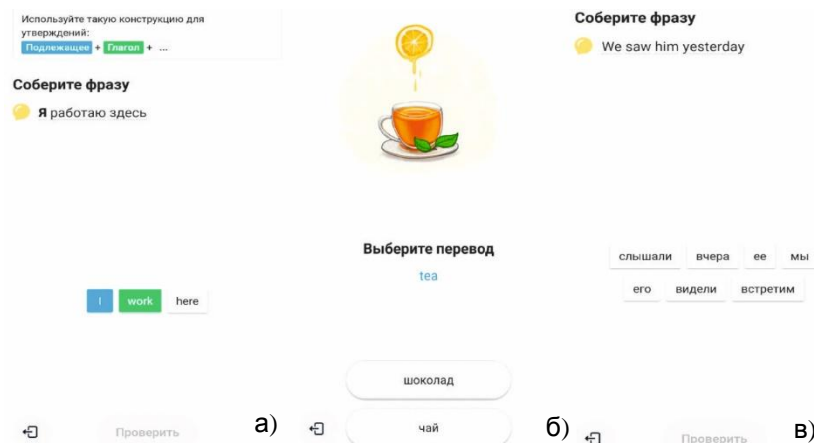 Используйте такую конструкцию для
утверждений:
Подлежащее + Глагол + ...
Соберите фразу
Я работаю здесь
I work here
Проверить
а)
Выберите перевод
tea
шоколад
чай
б)
Соберите фразу
We saw him yesterday
слышали вчера ее мы
его видели встретим
Проверить
в)